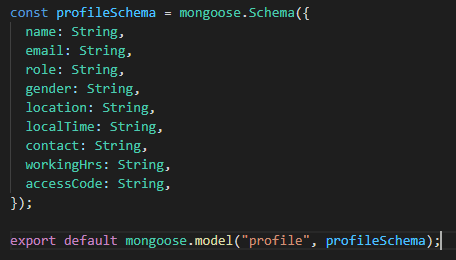 const profileSchema = mongoose.Schema({
  name: String,
  email: String,
  role: String,
  gender: String,
  location: String,
  localTime: String,
  contact: String,
  workingHrs: String,
  accessCode: String,
});
export default mongoose.model("profile", profileSchema);